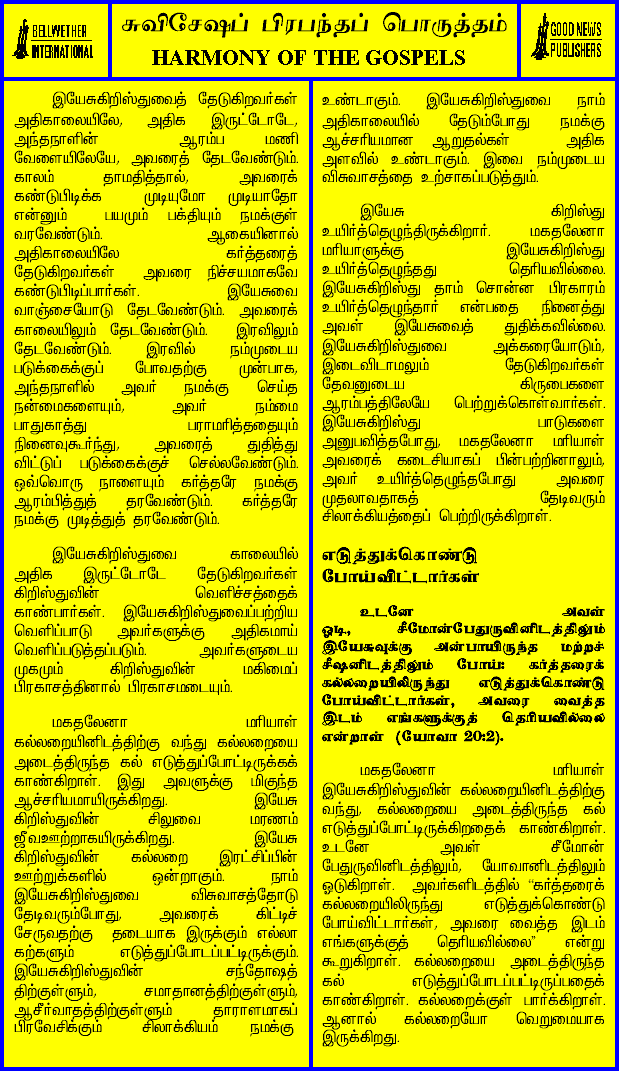 BELLWETHER
INTERNATIONAL
சுவிசேஷப் பிரபந்தப் பொருத்தம்
HARMONY OF THE GOSPELS
GOOD NEWS
PUBLISHERS
இயேசுகிறிஸ்துவைத் தேடுகிறவர்கள்
அதிகாலையிலே, அதிக இருட்டோடே,
அந்தநாளின் ஆரம்ப மணி
வேளையிலேயே, அவரைத் தேடவேண்டும்.
காலம் தாமதித்தால், அவரைக்
கண்டுபிடிக்க முடியுமோ முடியாதோ
என்னும் பயமும் பக்தியும் நமக்குள்
வரவேண்டும். ஆகையினால்
அதிகாலையிலே கர்த்தரைத்
தேடுகிறவர்கள் அவரை நிச்சயமாகவே
கண்டுபிடிப்பார்கள். இயேசுவை
வாஞ்சையோடு தேடவேண்டும். அவரைக்
காலையிலும் தேடவேண்டும். இரவிலும்
தேடவேண்டும். இரவில் நம்முடைய
படுக்கைக்குப் போவதற்கு முன்பாக,
அந்தநாளில் அவர் நமக்கு செய்த
நன்மைகளையும், அவர் நம்மை
பாதுகாத்து பராமரித்ததையும்
நினைவுகூர்ந்து, அவரைத் துதித்து
விட்டுப் படுக்கைக்குச் செல்லவேண்டும்.
ஒவ்வொரு நாளையும் கர்த்தரே நமக்கு
ஆரம்பித்துத் தரவேண்டும். கர்த்தரே
நமக்கு முடித்துத் தரவேண்டும்.
இயேசுகிறிஸ்துவை காலையில்
அதிக இருட்டோடே தேடுகிறவர்கள்
கிறிஸ்துவின் வெளிச்சத்தைக்
காண்பார்கள். இயேசுகிறிஸ்துவைப்பற்றிய
வெளிப்பாடு அவர்களுக்கு அதிகமாய்
வெளிப்படுத்தப்படும். அவர்களுடைய
முகமும் கிறிஸ்துவின் மகிமைப்
பிரகாசத்தினால் பிரகாசமடையும்.
மகதலேனா மரியாள்
கல்லறையினிடத்திற்கு வந்து கல்லறையை
அடைத்திருந்த கல் எடுத்துப்போட்டிருக்கக்
காண்கிறாள். இது அவளுக்கு மிகுந்த
ஆச்சரியமாயிருக்கிறது. இயேசு
கிறிஸ்துவின் சிலுவை மரணம்
ஜீவஊற்றாகயிருக்கிறது. இயேசு
கிறிஸ்துவின் கல்லறை இரட்சிப்பின்
ஊற்றுக்களில் ஒன்றாகும். நாம்
இயேசுகிறிஸ்துவை விசுவாசத்தோடு
தேடிவரும்போது, அவரைக் கிட்டிச்
சேருவதற்கு தடையாக இருக்கும் எல்லா
கற்களும் எடுத்துப்போடப்பட்டிருக்கும்.
இயேசுகிறிஸ்துவின் சந்தோஷத்
திற்குள்ளும், சமாதானத்திற்குள்ளும்,
ஆசீர்வாதத்திற்குள்ளும் தாராளமாகப்
பிரவேசிக்கும் சிலாக்கியம் நமக்கு
உண்டாகும். இயேசுகிறிஸ்துவை நாம்
அதிகாலையில் தேடும்போது நமக்கு
ஆச்சரியமான ஆறுதல்கள் அதிக
அளவில் உண்டாகும். இவை நம்முடைய
விசுவாசத்தை உற்சாகப்படுத்தும்.
இயேசு கிறிஸ்து
உயிர்த்தெழுந்திருக்கிறார். மகதலேனா
மரியாளுக்கு இயேசுகிறிஸ்து
உயிர்த்தெழுந்தது தெரியவில்லை.
இயேசுகிறிஸ்து தாம் சொன்ன பிரகாரம்
உயிர்த்தெழுந்தார் என்பதை நினைத்து
அவள் இயேசுவைத் துதிக்கவில்லை.
இயேசுகிறிஸ்துவை அக்கரையோடும்,
இடைவிடாமலும் தேடுகிறவர்கள்
தேவனுடைய கிருபைகளை
ஆரம்பத்திலேயே பெற்றுக்கொள்வார்கள்.
இயேசுகிறிஸ்து பாடுகளை
அனுபவித்தபோது, மகதலேனா மரியாள்
அவரைக் கடைசியாகப் பின்பற்றினாலும்,
அவர் உயிர்த்தெழுந்தபோது அவரை
முதலாவதாகத் தேடிவரும்
சிலாக்கியத்தைப் பெற்றிருக்கிறாள்.
எடுத்துக்கொண்டு
போய்விட்டார்கள்
உடனே அவள்
ஓடி, சீமோன்பேதுருவினிடத்திலும்
இயேசுவுக்கு அன்பாயிருந்த மற்றச்
சீஷனிடத்திலும் போய்: கர்த்தரைக்
கல்லறையிலிருந்து எடுத்துக்கொண்டு
போய்விட்டார்கள், அவரை வைத்த
இடம் எங்களுக்குத் தெரியவில்லை
என்றாள் (யோவா 20:2).
மகதலேனா மரியாள்
இயேசுகிறிஸ்துவின் கல்லறையினிடத்திற்கு
வந்து, கல்லறையை அடைத்திருந்த கல்
எடுத்துப்போட்டிருக்கிறதைக் காண்கிறாள்.
உடனே அவள் சீமோன்
பேதுருவினிடத்திலும், யோவானிடத்திலும்
ஓடுகிறாள். அவர்களிடத்தில் "கர்த்தரைக்
கல்லறையிலிருந்து எடுத்துக்கொண்டு
போய்விட்டார்கள், அவரை வைத்த இடம்
எங்களுக்குத் தெரியவில்லை" என்று
கூறுகிறாள். கல்லறையை அடைத்திருந்த
கல் எடுத்துப்போடப்பட்டிருப்பதைக்
காண்கிறாள். கல்லறைக்குள் பார்க்கிறாள்.
ஆனால் கல்லறையோ வெறுமையாக
இருக்கிறது.